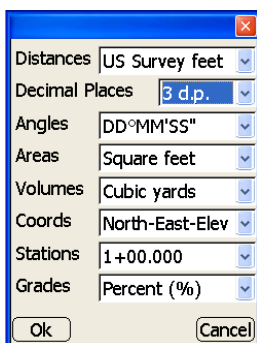 Distances US Survey feet
Decimal Places 3 d.p.
Angles DD°MM'SS"
Areas Square feet
Volumes Cubic yards
Coords North-East-Elev
Stations 1+00.000
Grades Percent (%)
Ok Cancel